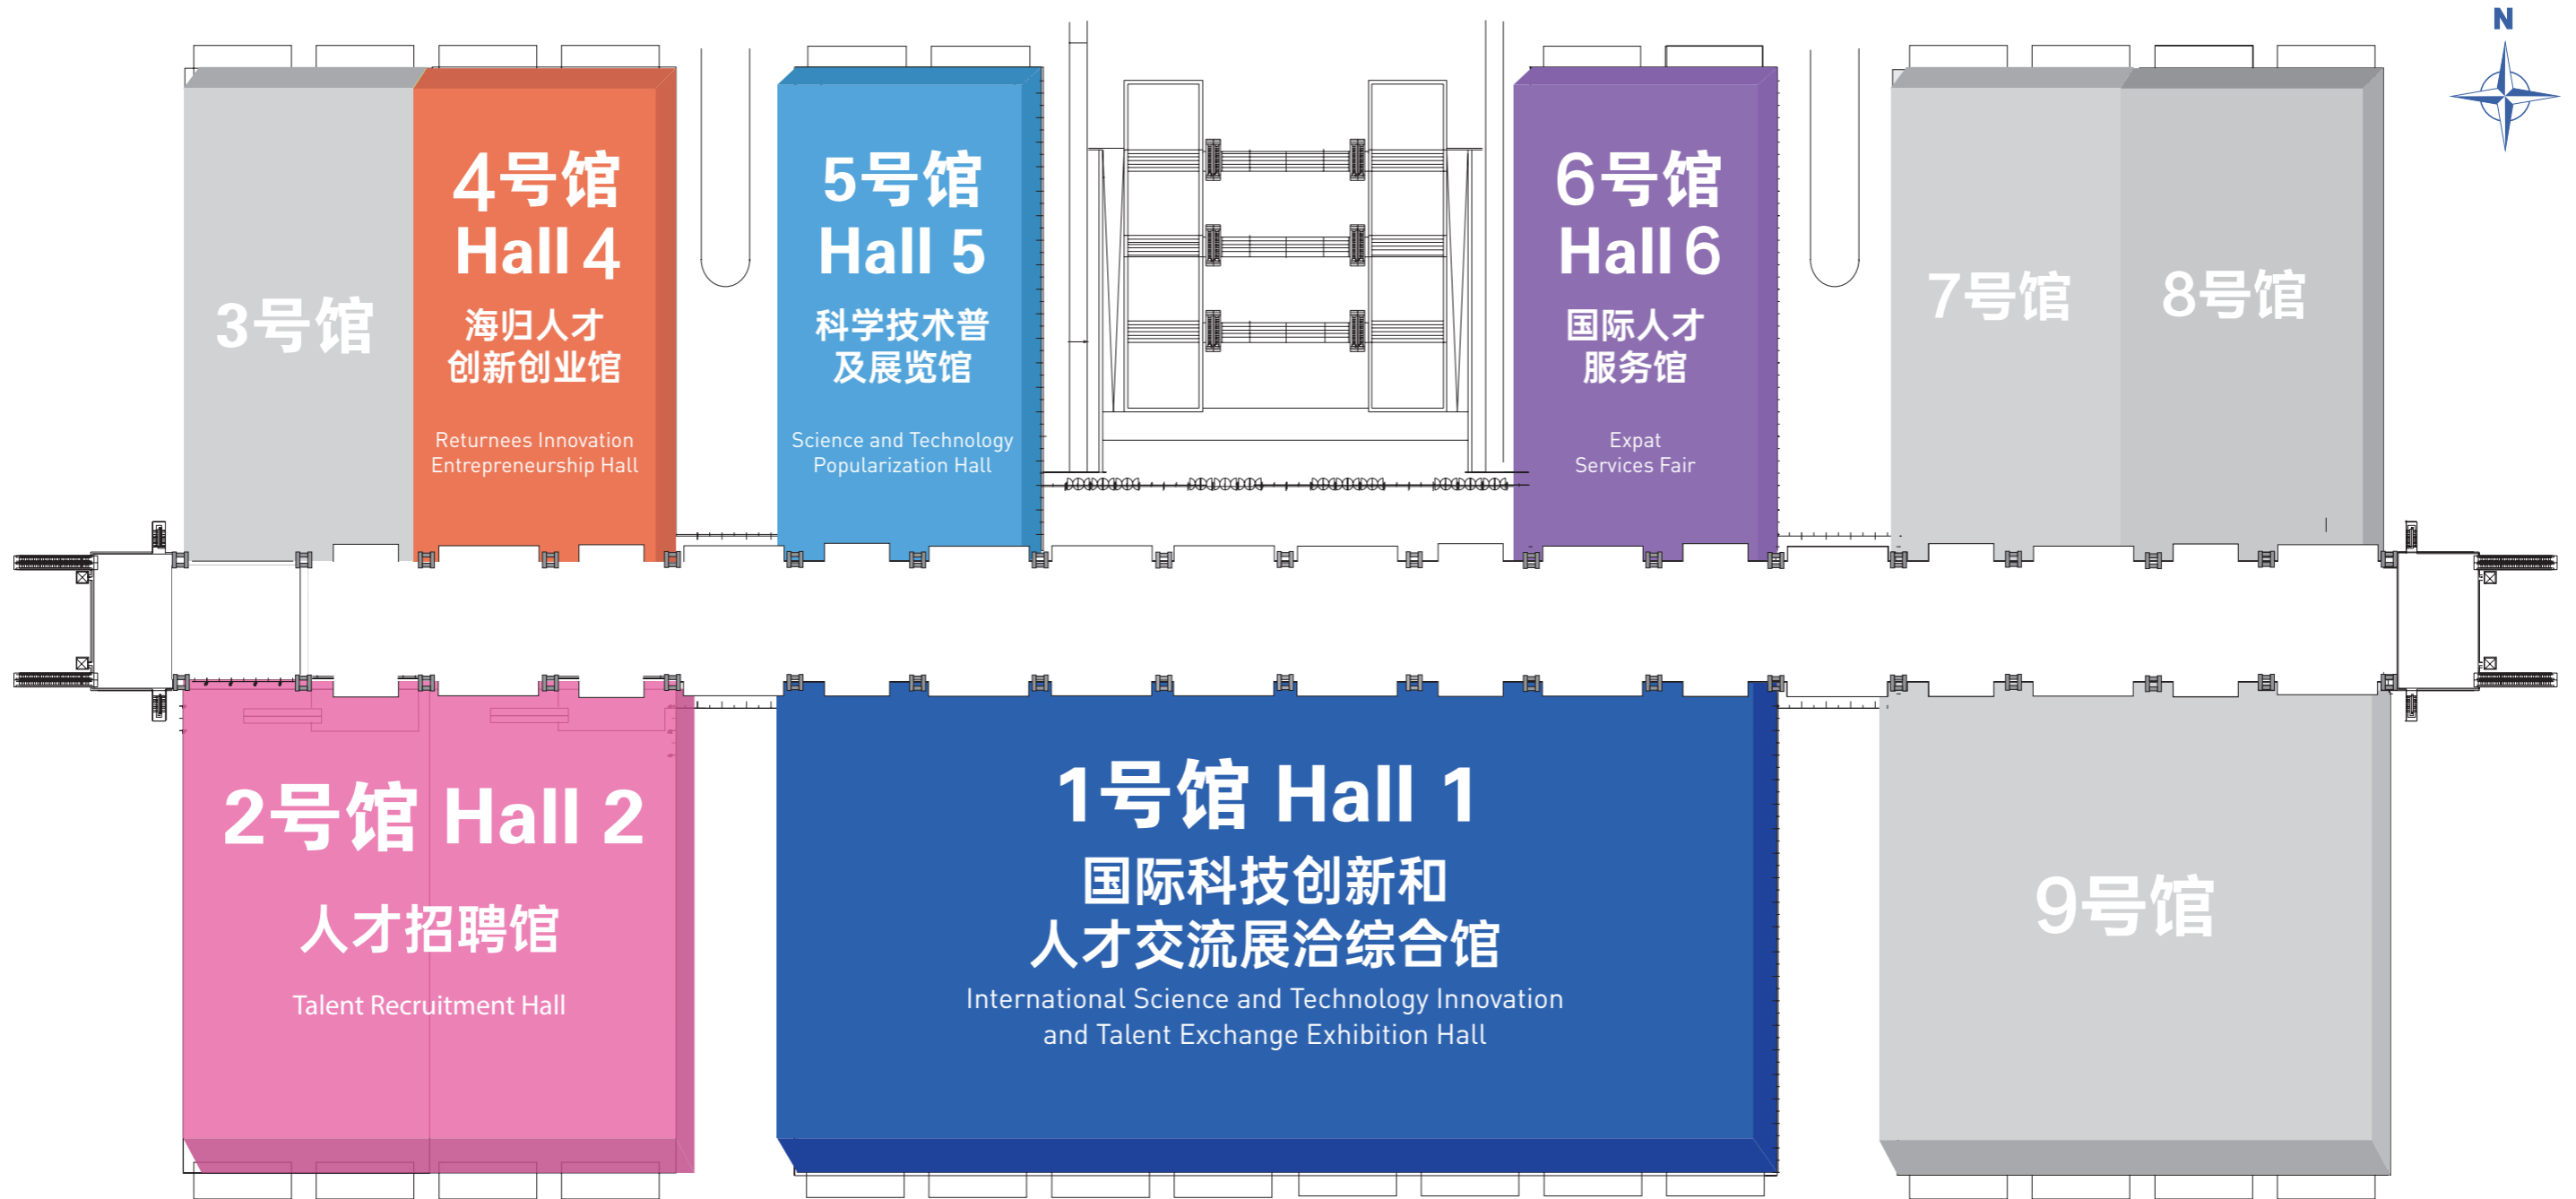 N
3号馆
4号馆
Hall 4
海归人才
创新创业馆
Returnees Innovation
Entrepreneurship Hall
5号馆
Hall 5
科学技术普
及展览馆
Science and Technology
Popularization Hall
6号馆
Hall 6
国际人才
服务馆
Expat
Services Fair
7号馆
8号馆
2号馆 Hall 2
人才招聘馆
Talent Recruitment Hall
1号馆 Hall 1
国际科技创新和
人才交流展洽综合馆
International Science and Technology Innovation
and Talent Exchange Exhibition Hall
9号馆